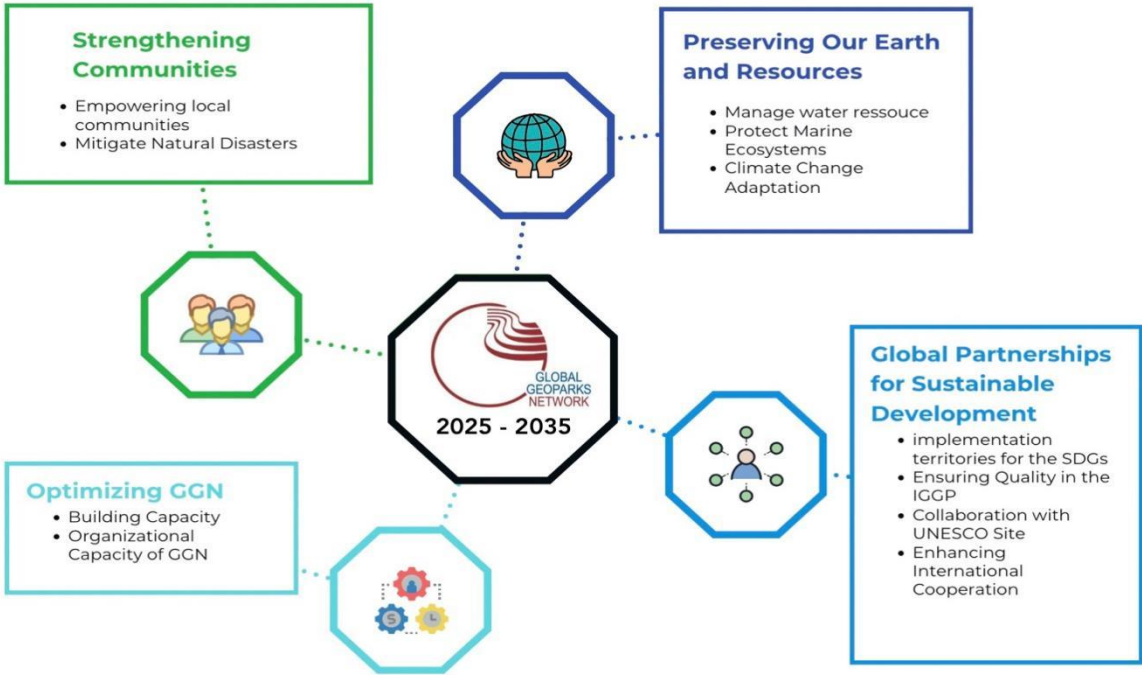 Strengthening
Communities
• Empowering local
communities
• Mitigate Natural Disasters
Preserving Our Earth
and Resources
• Manage water ressouce
• Protect Marine
Ecosystems
• Climate Change
Adaptation
GLOBAL
GEOPARKS
NETWORK
2025 - 2035
Global Partnerships
for Sustainable
Development
• implementation
territories for the SDGs
• Ensuring Quality in the
IGGP
• Collaboration with
UNESCO Site
• Enhancing
International
Cooperation
Optimizing GGN
• Building Capacity
• Organizational
Capacity of GGN
S